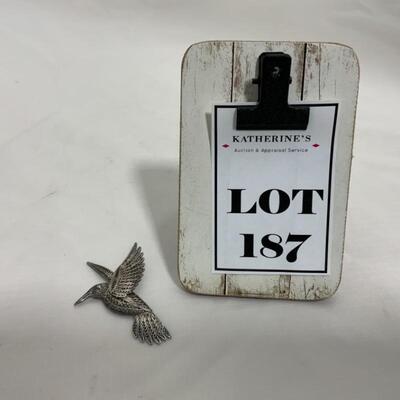 KATHERINE'S
Auction & Appraisal Service
LOT
187